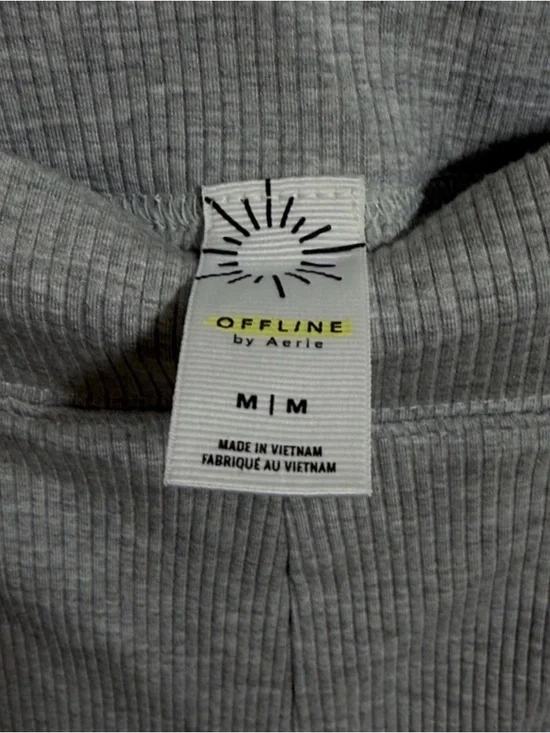 OFFLINE
by Aerie
M | M
MADE IN VIETNAM
FABRIQUÉ AU VIETNAM